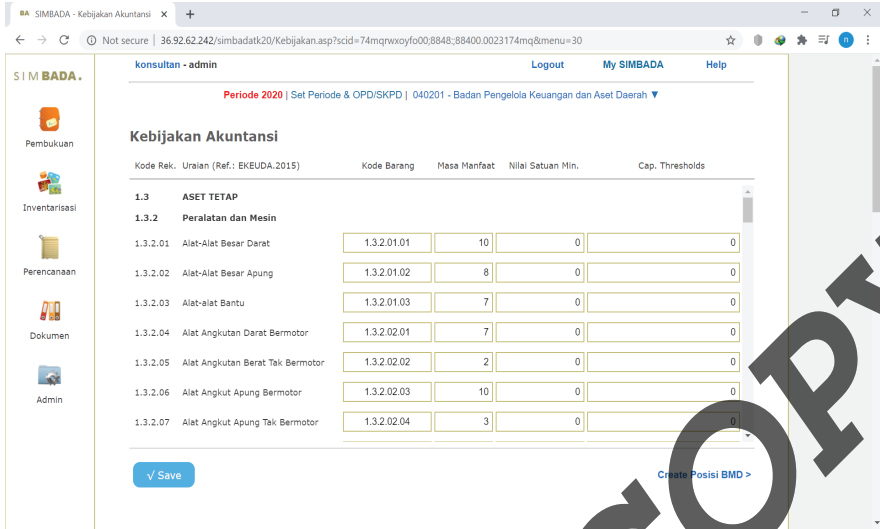 BA SIMBADA - Kebijakan Akuntansi × +
Not secure | 36.92.62.242/simbadatk20/Kebijakan.asp?scid=74mqrwxoyfo00;8848;;88400.0023174mq&menu=30
n
SIMBADA.
konsultan - admin Logout My SIMBADA Help
Periode 2020 | Set Periode & OPD/SKPD | 040201 - Badan Pengelola Keuangan dan Aset Daerah ▼
Pembukuan
Inventarisasi
Perencanaan
Dokumen
Admin
Kebijakan Akuntansi
Kode Rek. Uraian (Ref.: EKEUDA.2015) Kode Barang Masa Manfaat Nilai Satuan Min. Cap. Thresholds
1.3 ASET TETAP
1.3.2 Peralatan dan Mesin
1.3.2.01 Alat-Alat Besar Darat 1.3.2.01.01 10 0 0
1.3.2.02 Alat-Alat Besar Apung 1.3.2.01.02 8 0 0
1.3.2.03 Alat-alat Bantu 1.3.2.01.03 7 0 0
1.3.2.04 Alat Angkutan Darat Bermotor 1.3.2.02.01 7 0 0
1.3.2.05 Alat Angkutan Berat Tak Bermotor 1.3.2.02.02 2 0 0
1.3.2.06 Alat Angkut Apung Bermotor 1.3.2.02.03 10 0 0
1.3.2.07 Alat Angkut Apung Tak Bermotor 1.3.2.02.04 3 0 0
√ Save Create Posisi BMD >
COPY